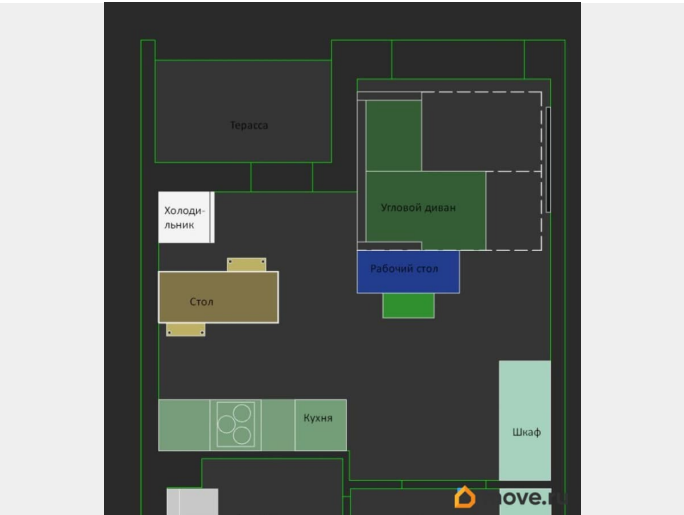 Терасса
Холоди-
льник
Угловой диван
Рабочий стол
Стол
Кухня
Шкаф
move.ru